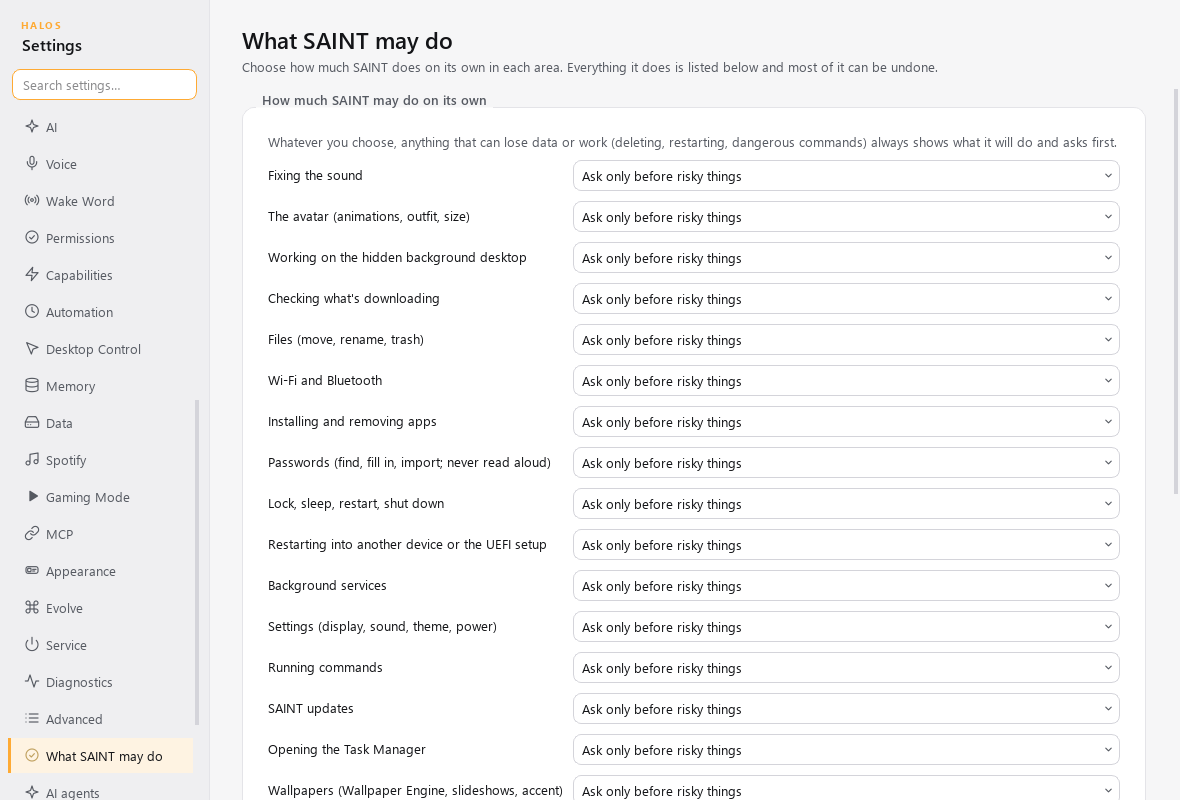 HALOS
Settings
Search settings...
AI
Voice
Wake Word
Permissions
Capabilities
Automation
Desktop Control
Memory
Data
Spotify
Gaming Mode
MCP
Appearance
Evolve
Service
Diagnostics
Advanced
What SAINT may do
AI agents
What SAINT may do
Choose how much SAINT does on its own in each area. Everything it does is listed below and most of it can be undone.
How much SAINT may do on its own
Whatever you choose, anything that can lose data or work (deleting, restarting, dangerous commands) always shows what it will do and asks first.
Fixing the sound Ask only before risky things
The avatar (animations, outfit, size) Ask only before risky things
Working on the hidden background desktop Ask only before risky things
Checking what's downloading Ask only before risky things
Files (move, rename, trash) Ask only before risky things
Wi-Fi and Bluetooth Ask only before risky things
Installing and removing apps Ask only before risky things
Passwords (find, fill in, import; never read aloud) Ask only before risky things
Lock, sleep, restart, shut down Ask only before risky things
Restarting into another device or the UEFI setup Ask only before risky things
Background services Ask only before risky things
Settings (display, sound, theme, power) Ask only before risky things
Running commands Ask only before risky things
SAINT updates Ask only before risky things
Opening the Task Manager Ask only before risky things
Wallpapers (Wallpaper Engine, slideshows, accent) Ask only before risky things